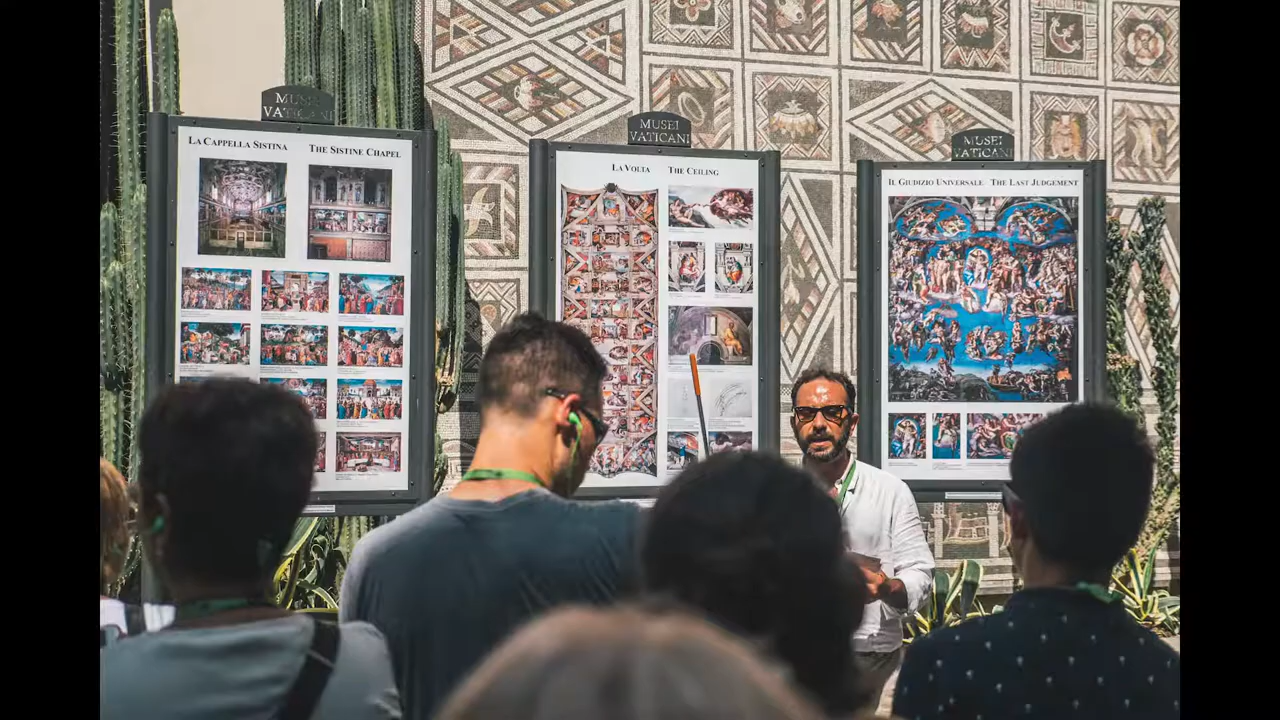 MUSEI
VATICANI
LA CAPPELLA SISTINA THE SISTINE CHAPEL
MUSEI
VATICANI
LA VOLTA THE CEILING
MUSEI
VATICANI
IL GIUDIZIO UNIVERSALE THE LAST JUDGEMENT